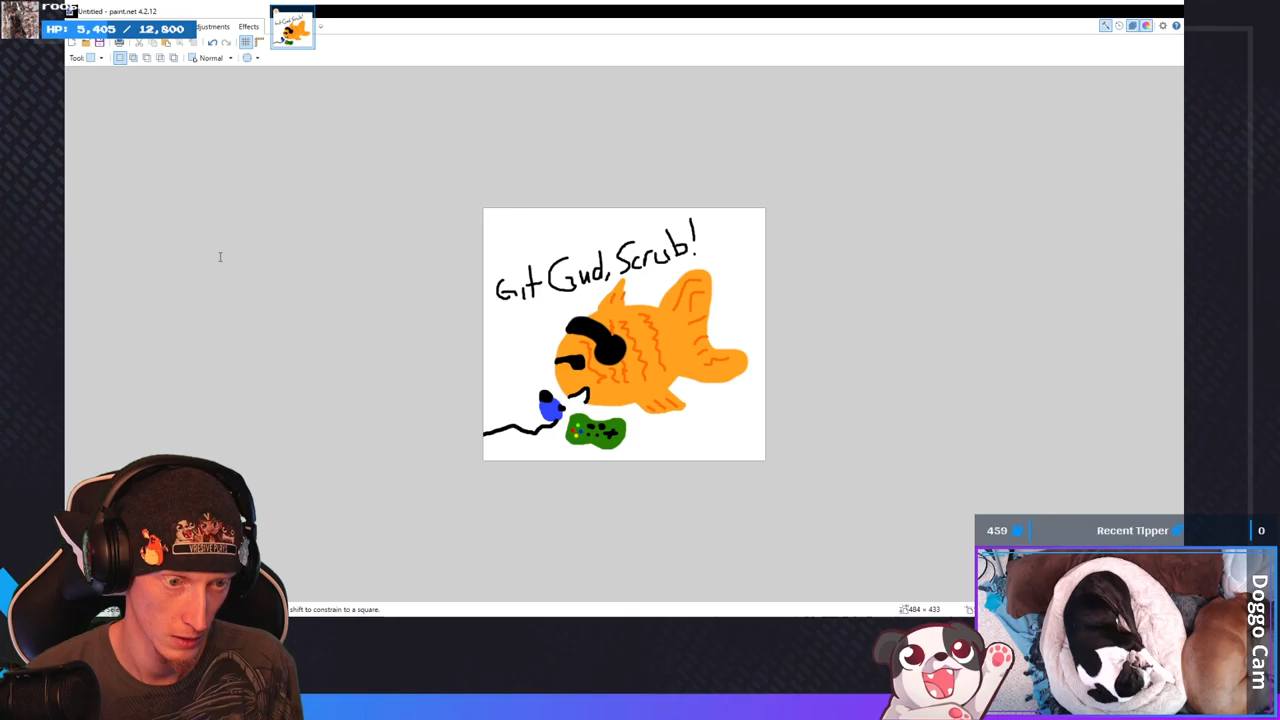 Untitled - paint.net 4.2.12
HP: 5,405 / 12,800
Effects
Tool:
Normal
Git Gud, Scrub!
shift to constrain to a square.
484 × 433
459
Recent Tipper
0
Doggo Cam